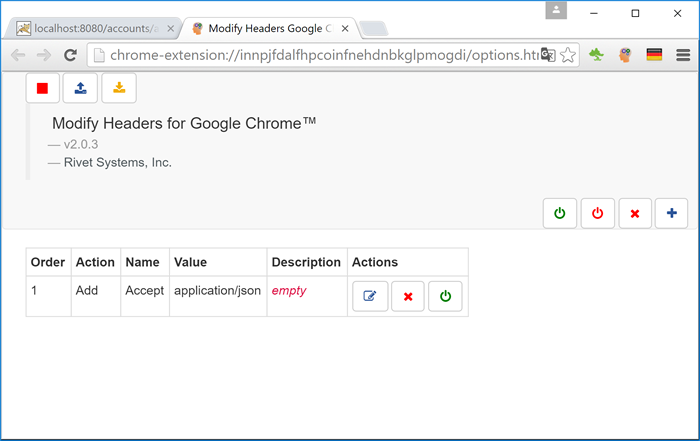 localhost:8080/accounts/a
Modify Headers Google C
chrome-extension://innpjfdalfhpcoinfnehdnbkglpmogdi/options.htm
Modify Headers for Google Chrome™
— v2.0.3
— Rivet Systems, Inc.
Order Action Name Value Description Actions
1 Add Accept application/json empty